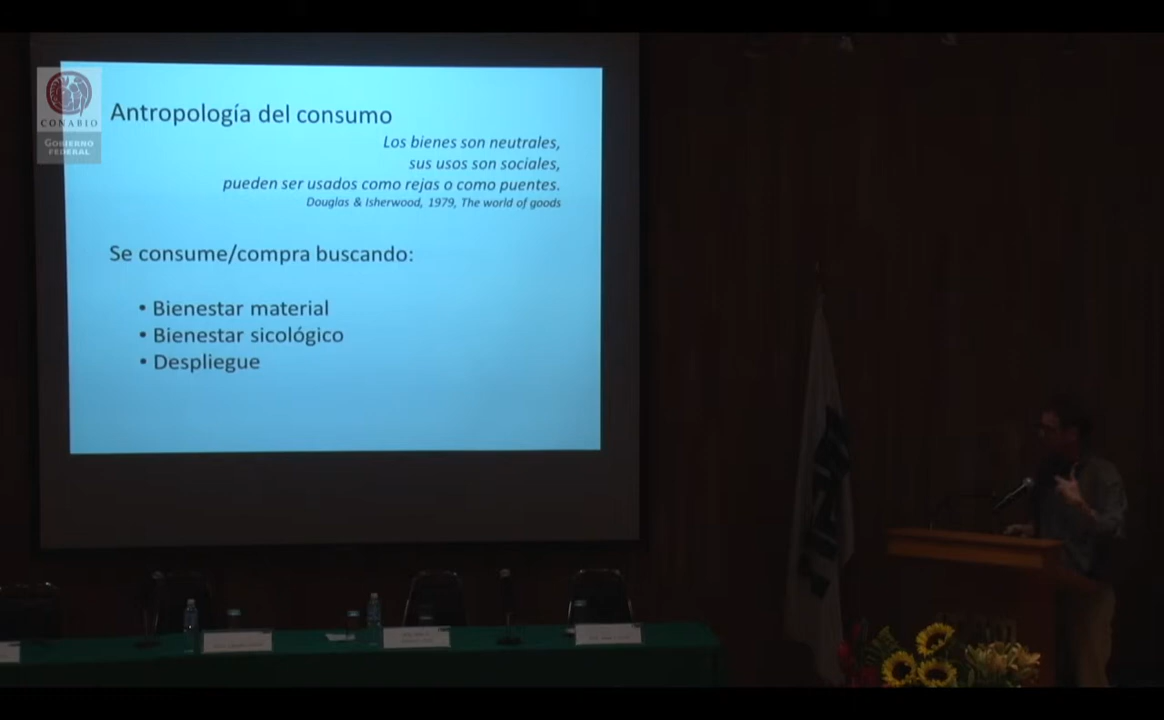 CONABIO
GOBIERNO
FEDERAL
Antropología del consumo
Los bienes son neutrales,
sus usos son sociales,
pueden ser usados como rejas o como puentes.
Douglas & Isherwood, 1979, The world of goods
Se consume/compra buscando:
• Bienestar material
• Bienestar sicológico
• Despliegue